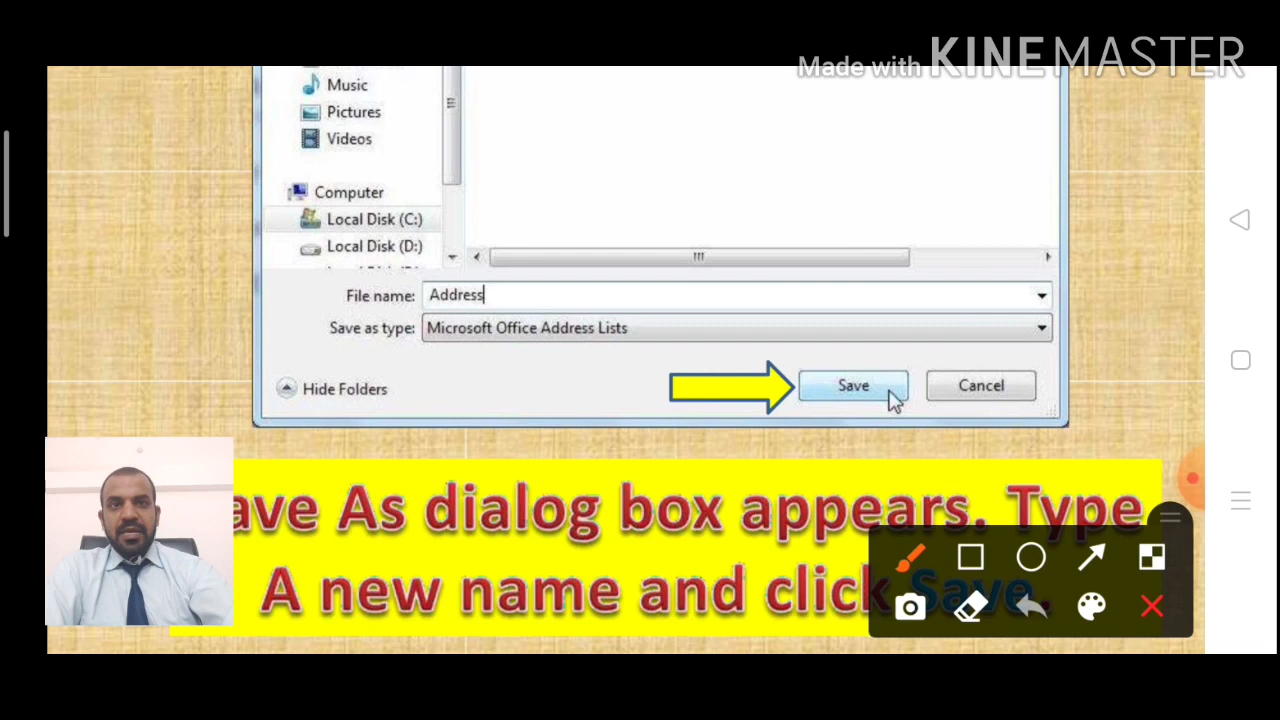 Made with KINEMASTER
Music
Pictures
Videos
Computer
Local Disk (C:)
Local Disk (D:)
File name: Address
Save as type: Microsoft Office Address Lists
Hide Folders
Save
Cancel
ave As dialog box appears. Type
A new name and click Save.